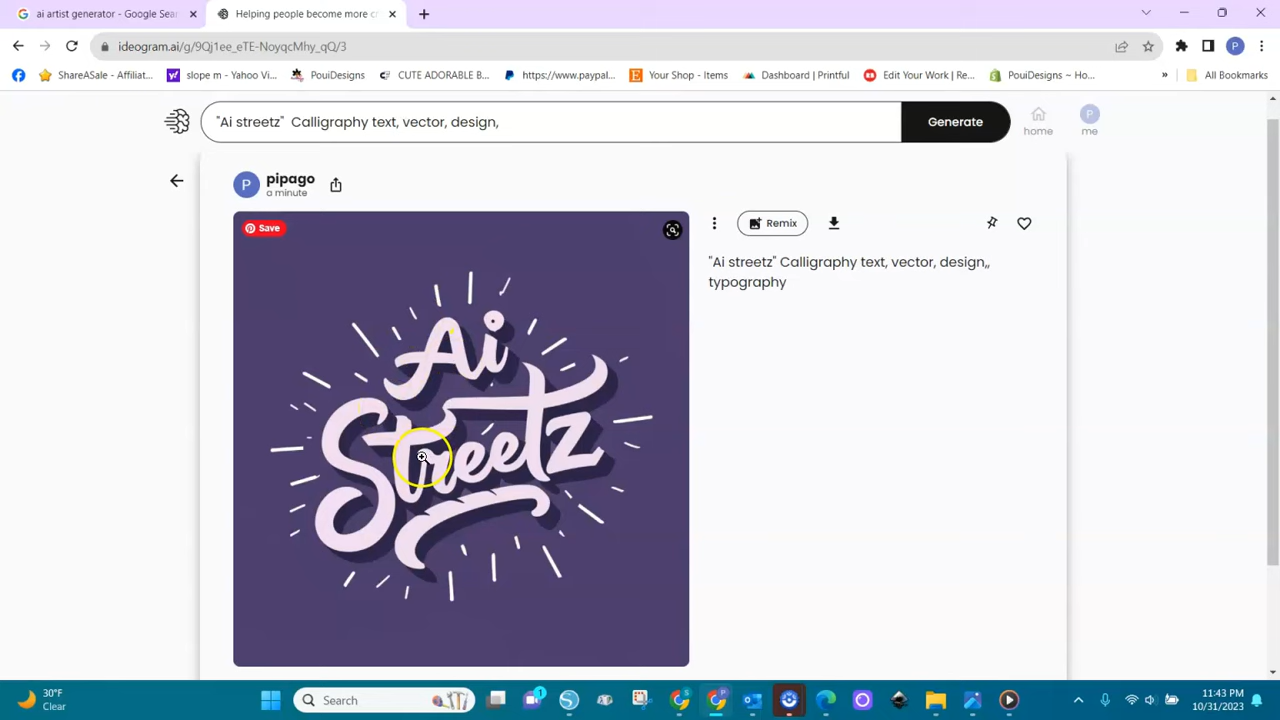 ai artist generator - Google Sear
Helping people become more cr
ideogram.ai/g/9Qj1ee_eTE-NoyqcMhy_qQ/3
P
ShareASale - Affiliat...
slope m - Yahoo Vi...
PouiDesigns
CUTE ADORABLE B...
https://www.paypal...
Your Shop - Items
Dashboard | Printful
Edit Your Work | Re...
PouiDesigns ~ Ho...
»
All Bookmarks
"Ai streetz"  Calligraphy text, vector, design,
Generate
home
P
me
P
pipago
a minute
Save
Remix
"Ai streetz" Calligraphy text, vector, design,,
typography
Ai
Streetz
30°F
Clear
Search
1
11:43 PM
10/31/2023